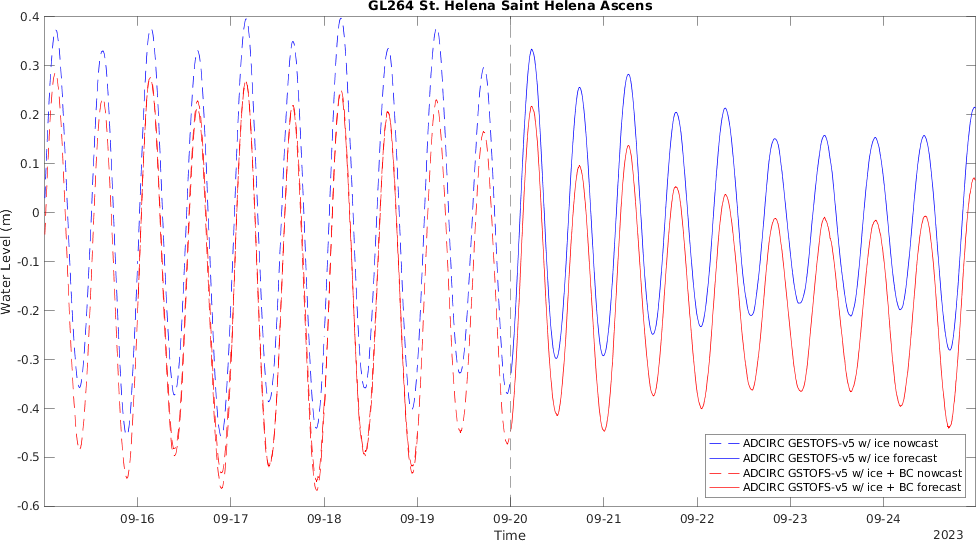 GL264 St. Helena Saint Helena Ascens
0.4
0.3
0.2
0.1
0
-0.1
-0.2
-0.3
-0.4
-0.5
-0.6
Water Level (m)
ADCIRC GESTOFS-v5 w/ ice nowcast
ADCIRC GESTOFS-v5 w/ ice forecast
ADCIRC GSTOFS-v5 w/ ice + BC nowcast
ADCIRC GSTOFS-v5 w/ ice + BC forecast
09-16 09-17 09-18 09-19 09-20 09-21 09-22 09-23 09-24
Time
2023